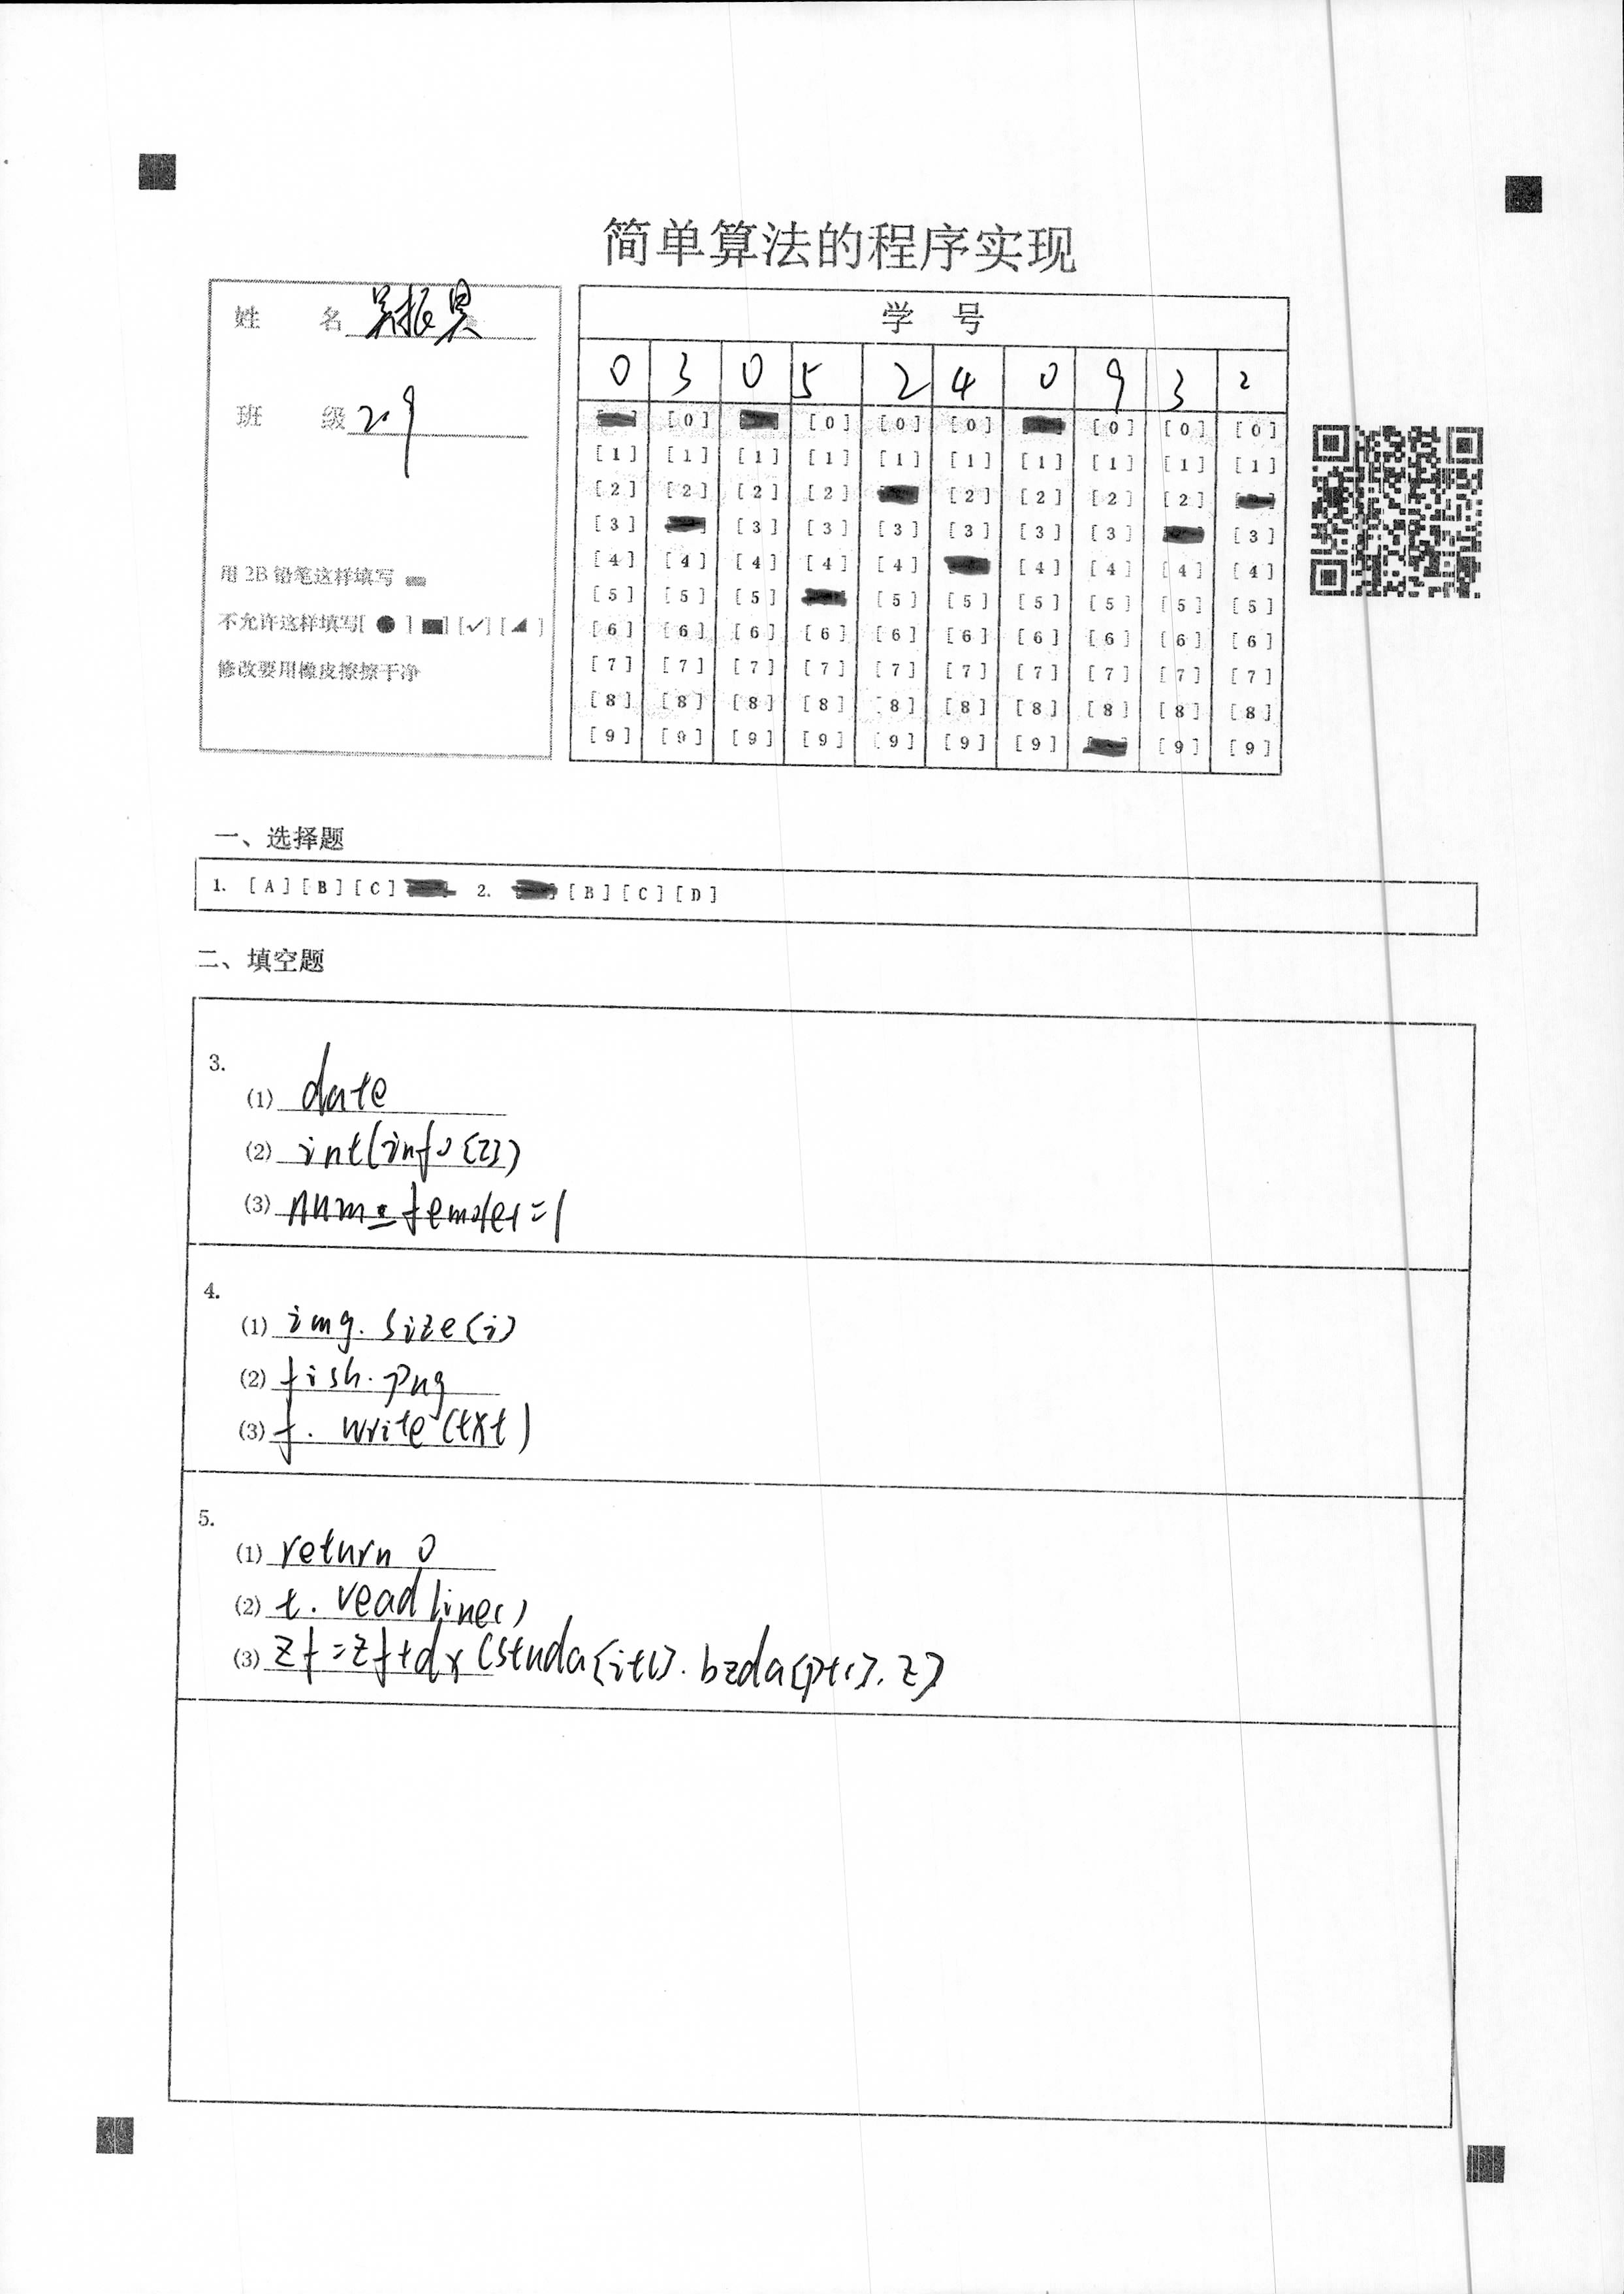 简单算法的程序实现
姓 名 吴振昊
班 级 209
用 2B 铅笔这样填写
不允许这样填写[ ● ] [■] [✓] [◢ ]
修改要用橡皮擦擦干净
学 号
0 3 0 5 2 4 0 9 3 2
[0] [0] [0] [0] [0] [0] [0]
[1] [1] [1] [1] [1] [1] [1] [1] [1] [1]
[2] [2] [2] [2] [2] [2] [2] [2]
[3] [3] [3] [3] [3] [3] [3] [3]
[4] [4] [4] [4] [4] [4] [4] [4] [4]
[5] [5] [5] [5] [5] [5] [5] [5] [5]
[6] [6] [6] [6] [6] [6] [6] [6] [6] [6]
[7] [7] [7] [7] [7] [7] [7] [7] [7] [7]
[8] [8] [8] [8] [8] [8] [8] [8] [8] [8]
[9] [9] [9] [9] [9] [9] [9] [9] [9]
一、选择题
1. [A] [B] [C] 2. [B] [C] [D]
二、填空题
3.
(1) date
(2) int(info[2])
(3) num_females=1
4.
(1) img.size[i]
(2) fish.png
(3) f.write(txt)
5.
(1) return 0
(2) t.readline()
(3) zf=zf+dx(studa[i+1].bzda[p+1].z)